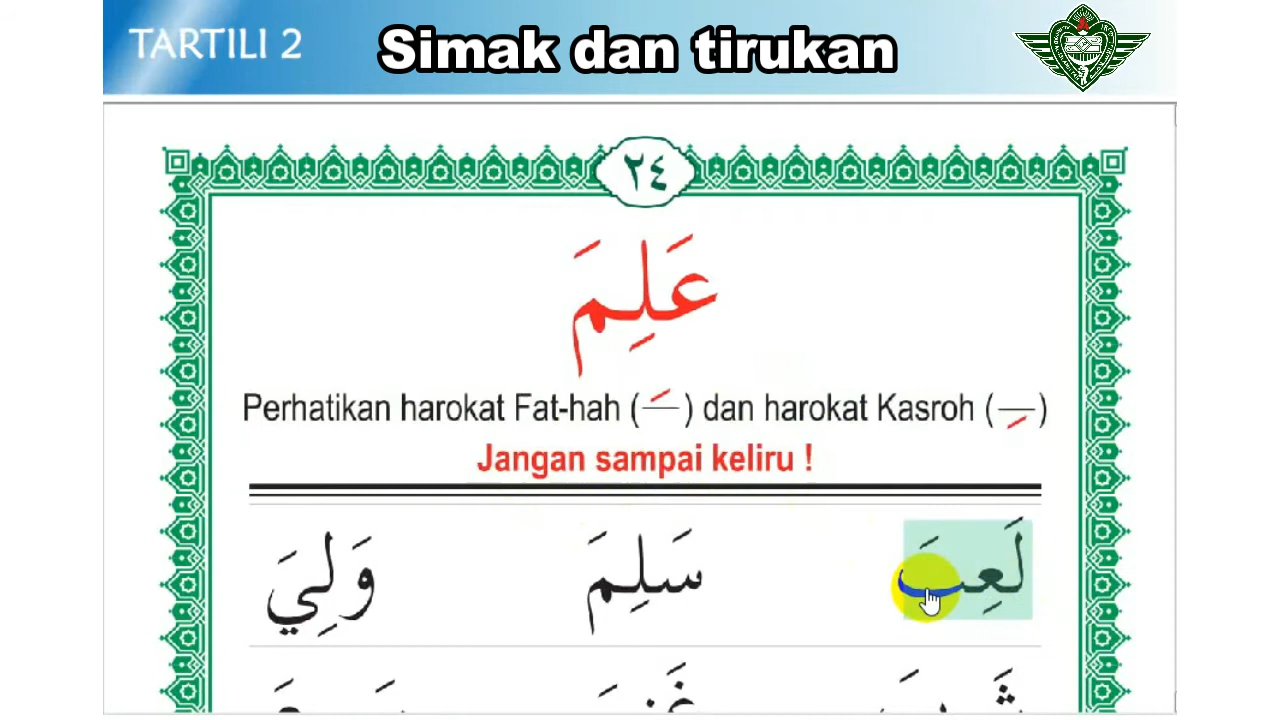 TARTILI 2
Simak dan tirukan
٢٤
عَلِمَ
Perhatikan harokat Fat-hah (َ) dan harokat Kasroh (ِ)
Jangan sampai keliru !
لَعِبَ سَلِمَ وَلِيَ